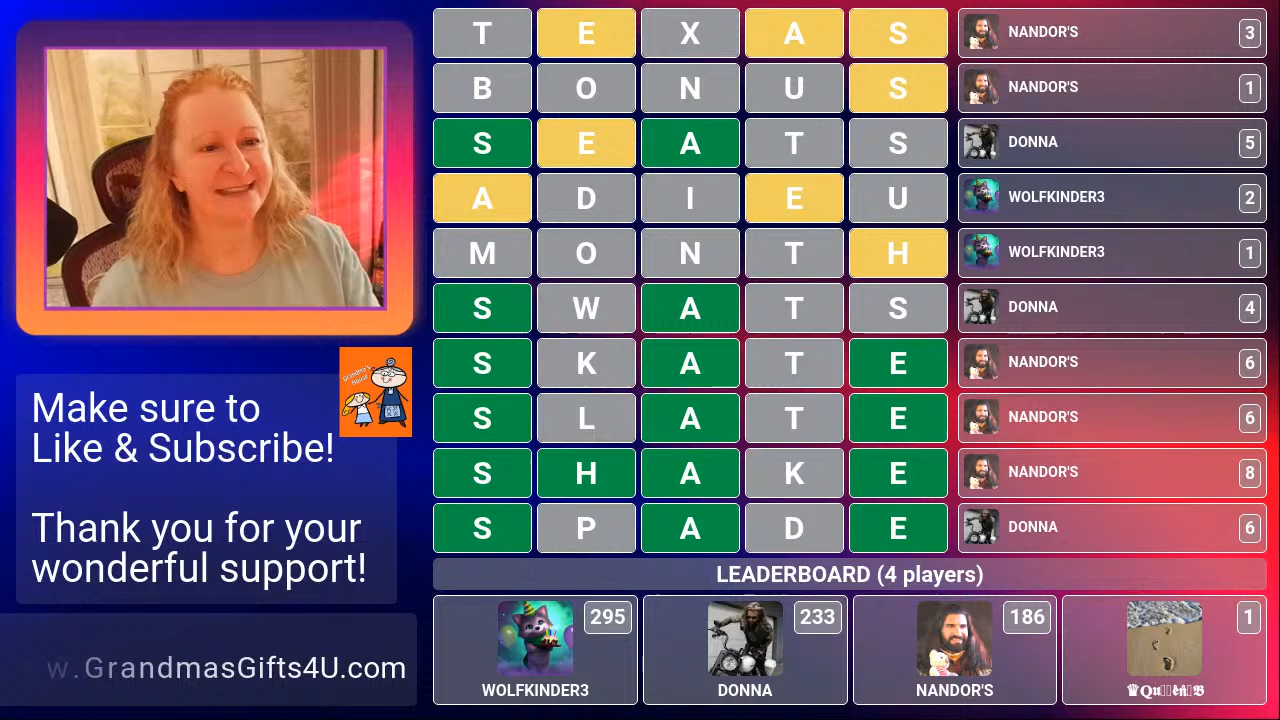 T E X A S NANDOR'S 3
B O N U S NANDOR'S 1
S E A T S DONNA 5
A D I E U WOLFKINDER3 2
M O N T H WOLFKINDER3 1
S W A T S DONNA 4
S K A T E NANDOR'S 6
S L A T E NANDOR'S 6
S H A K E NANDOR'S 8
S P A D E DONNA 6
Grandma's
House
Make sure to
Like & Subscribe!
Thank you for your
wonderful support!
w.GrandmasGifts4U.com
LEADERBOARD (4 players)
295 233 186 1
WOLFKINDER3 DONNA NANDOR'S